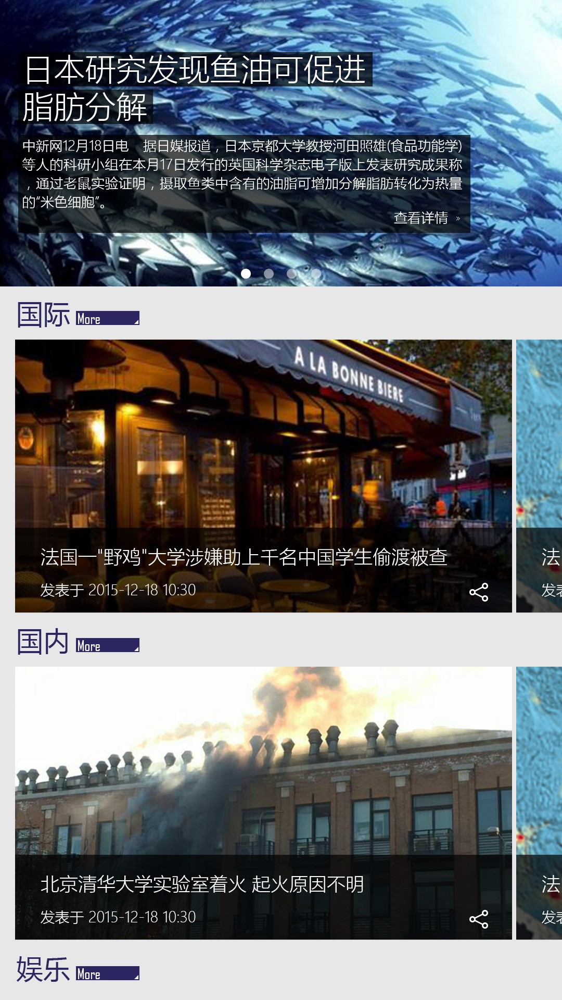 日本研究发现鱼油可促进
脂肪分解
中新网12月18日电　据日媒报道，日本京都大学教授河田照雄(食品功能学)
等人的科研小组在本月17日发行的英国科学杂志电子版上发表研究成果称
，通过老鼠实验证明，摄取鱼类中含有的油脂可增加分解脂肪转化为热量
的“米色细胞”。
查看详情 »
国际 More
A LA BONNE BIERE
法国一"野鸡"大学涉嫌助上千名中国学生偷渡被查
发表于 2015-12-18 10:30
法
发表
国内 More
北京清华大学实验室着火 起火原因不明
发表于 2015-12-18 10:30
法
发表
娱乐 More